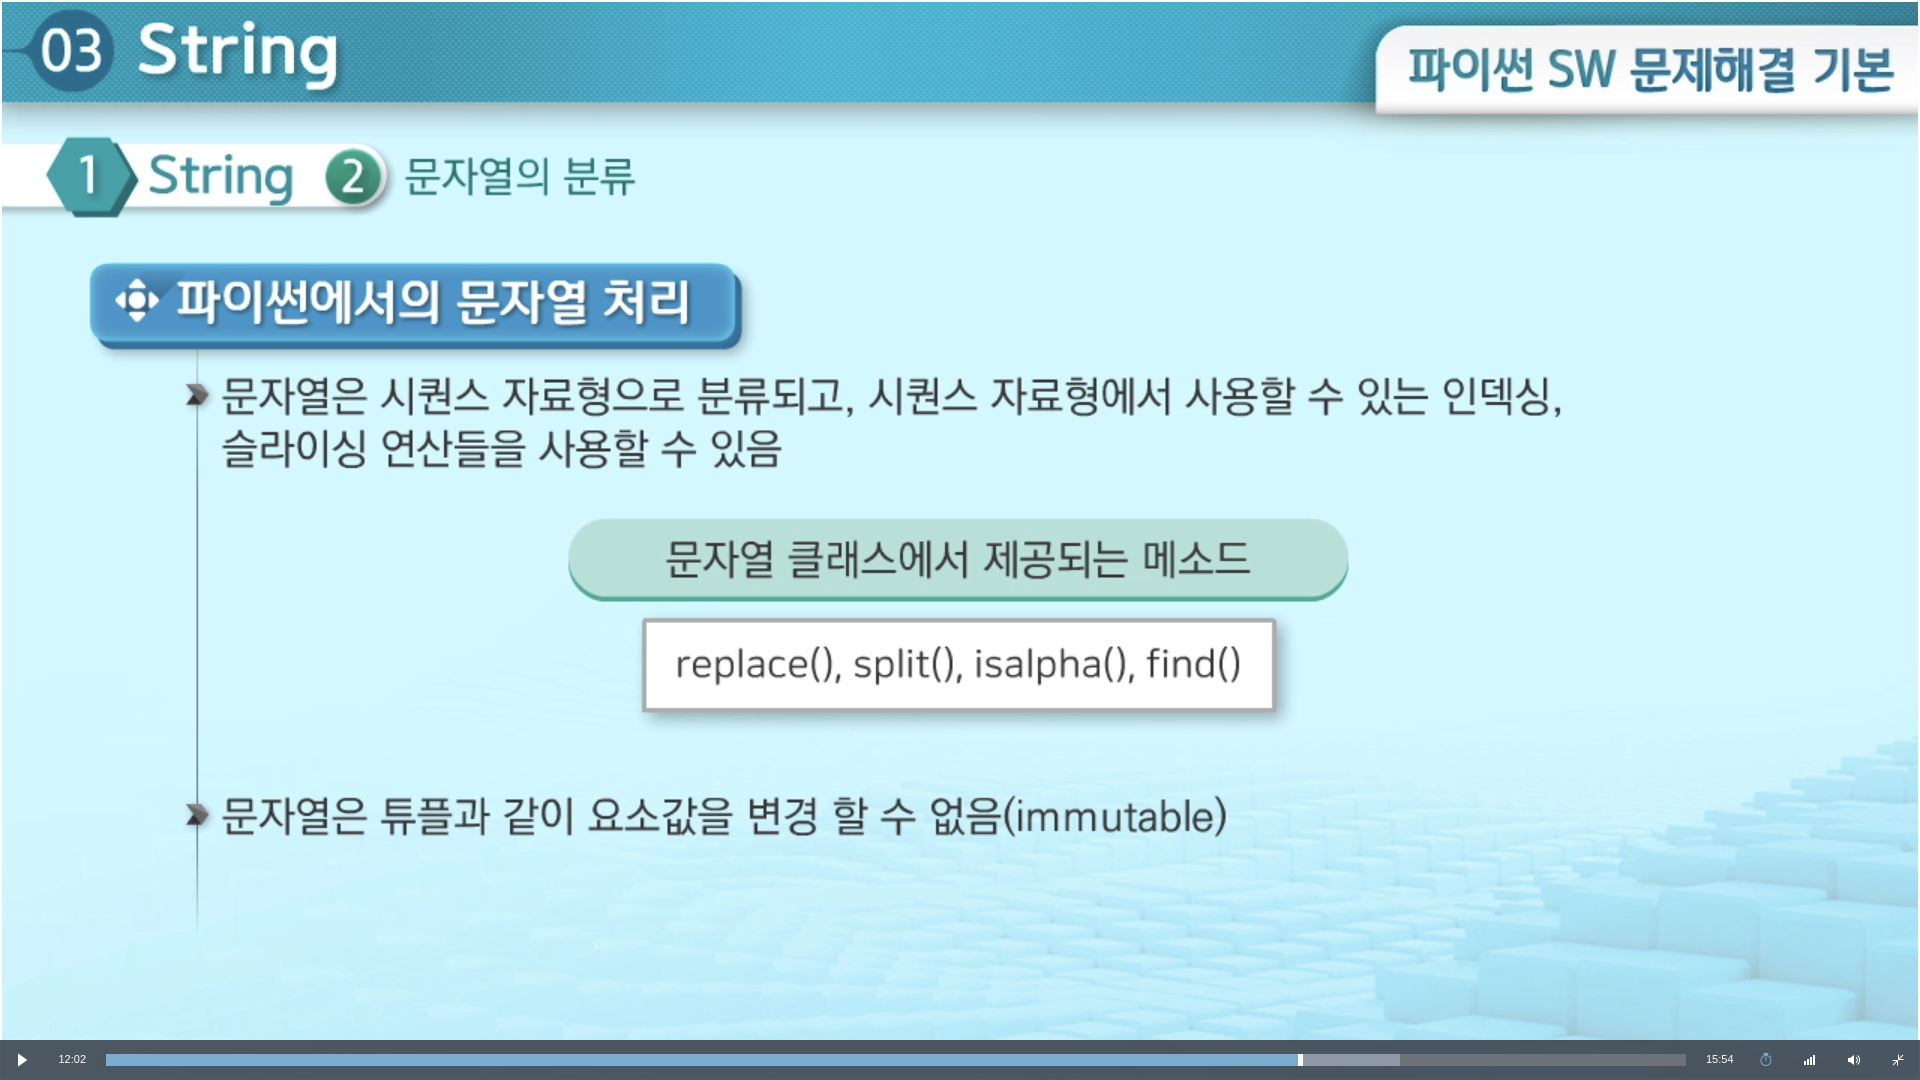 03 String
파이썬 SW 문제해결 기본
1 String 2 문자열의 분류
파이썬에서의 문자열 처리
문자열은 시퀀스 자료형으로 분류되고, 시퀀스 자료형에서 사용할 수 있는 인덱싱,
슬라이싱 연산들을 사용할 수 있음
문자열 클래스에서 제공되는 메소드
replace(), split(), isalpha(), find()
문자열은 튜플과 같이 요소값을 변경 할 수 없음(immutable)
12:02
15:54